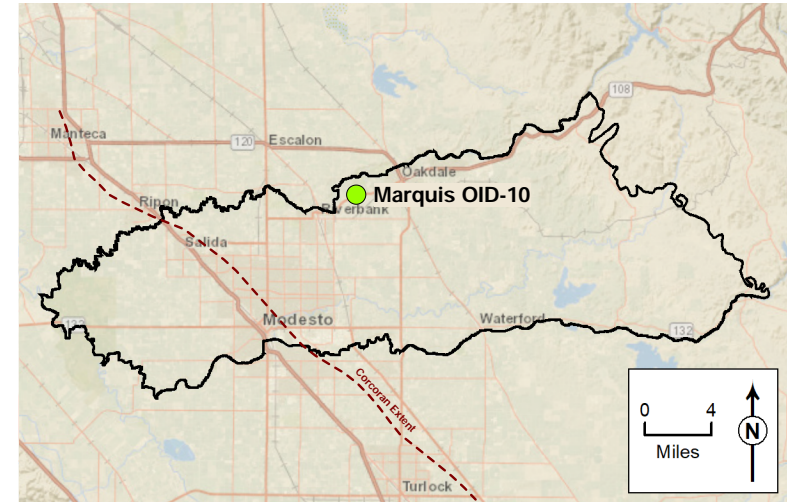 108
Manteca
120
Escalon
Oakdale
Marquis OID-10
Ripon
Riverbank
Salida
Modesto
Waterford
132
132
Corcoran Extent
0 4
Miles
N
Turlock